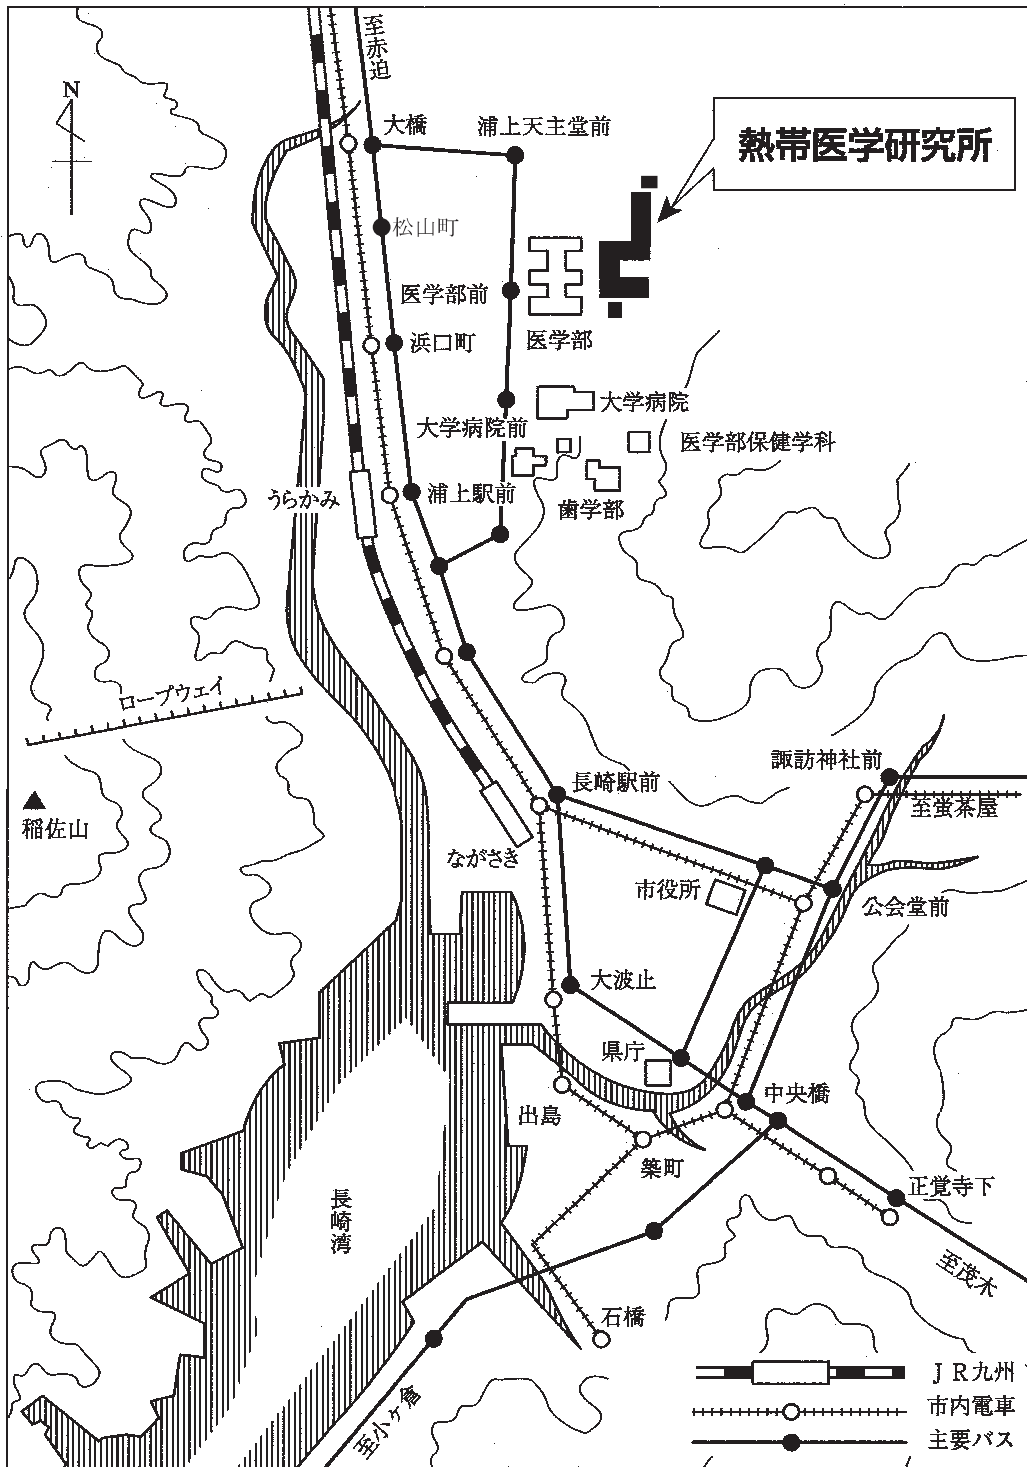 至赤迫
N
大橋
浦上天主堂前
熱帯医学研究所
松山町
医学部前
医学部
浜口町
大学病院
大学病院前
医学部保健学科
うらかみ
浦上駅前
歯学部
ロープウェイ
稲佐山
長崎駅前
諏訪神社前
至蛍茶屋
ながさき
市役所
公会堂前
大波止
県庁
中央橋
出島
築町
正覚寺下
長崎湾
至茂木
石橋
至小ヶ倉
JR九州
市内電車
主要バス